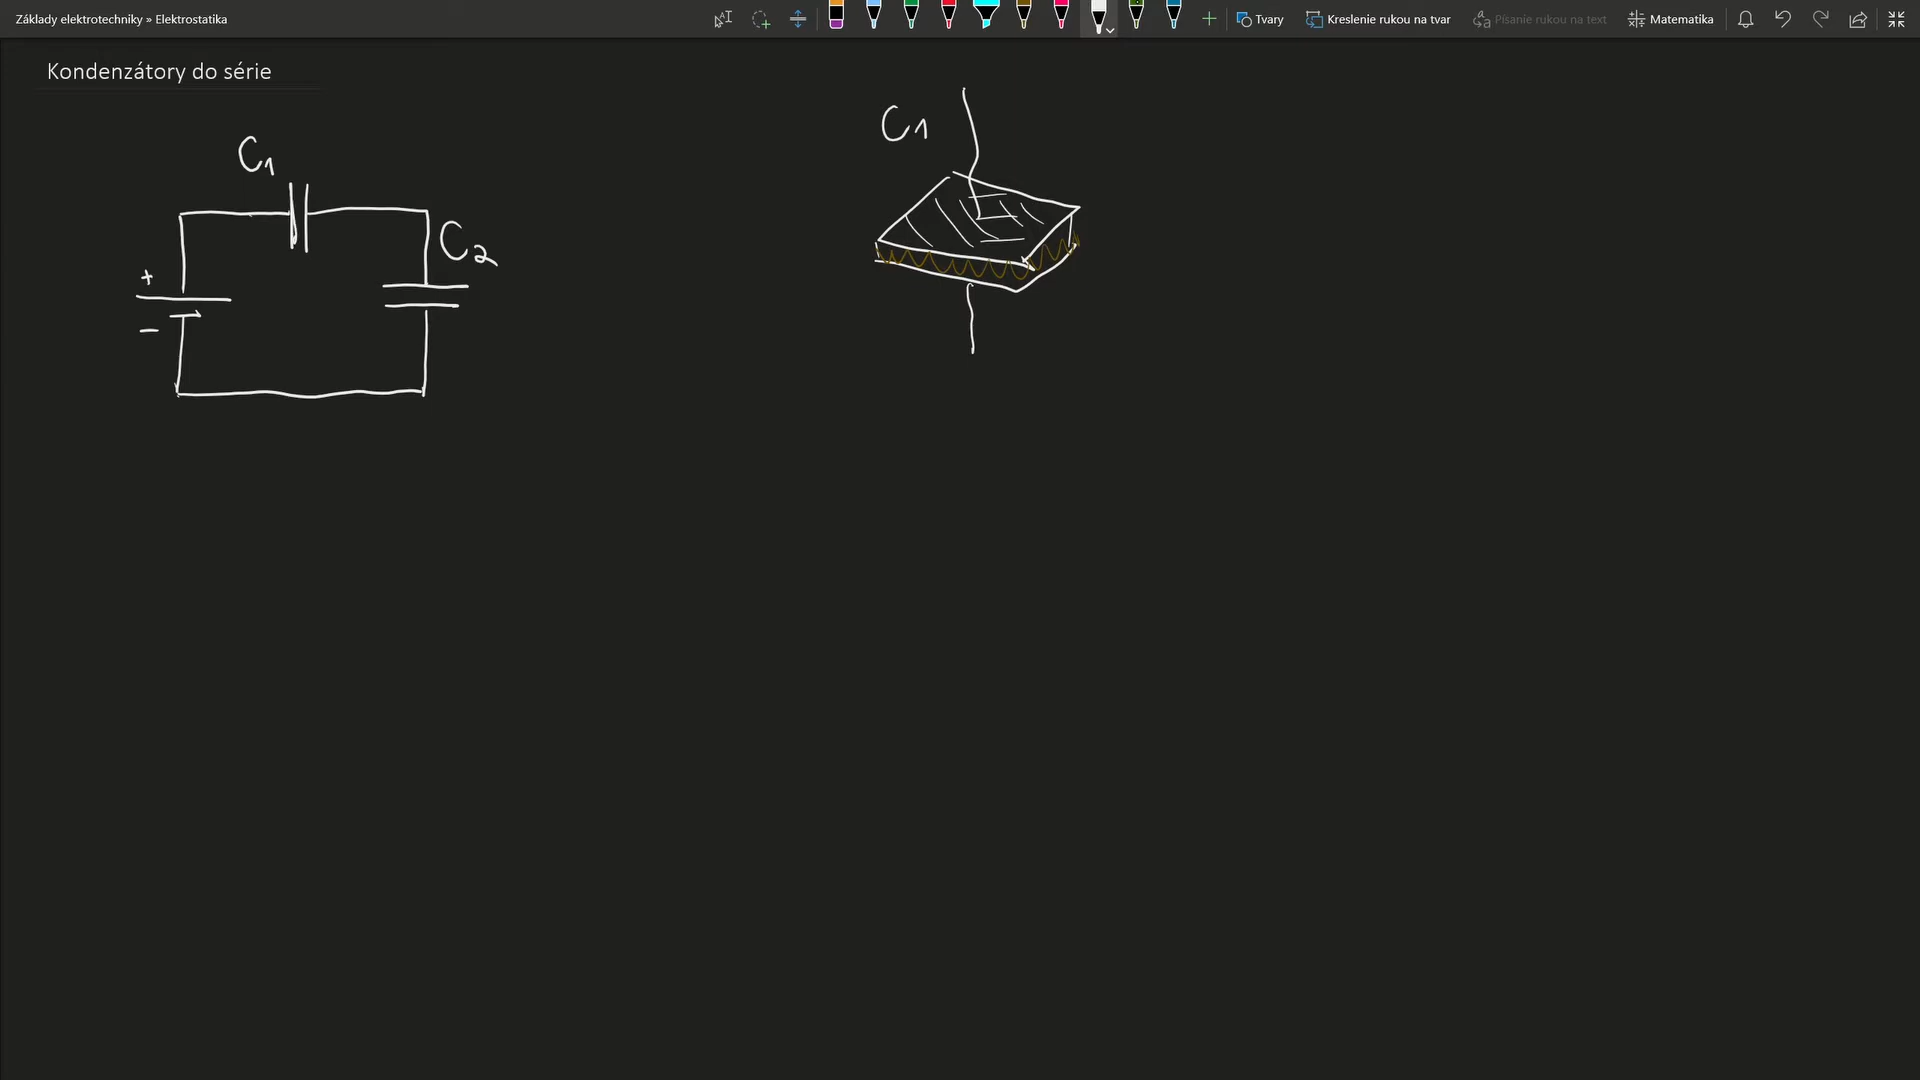 Základy elektrotechniky » Elektrostatika
Tvary
Kreslenie rukou na tvar
Písanie rukou na text
Matematika
Kondenzátory do série
C1
C1
C2
+
−